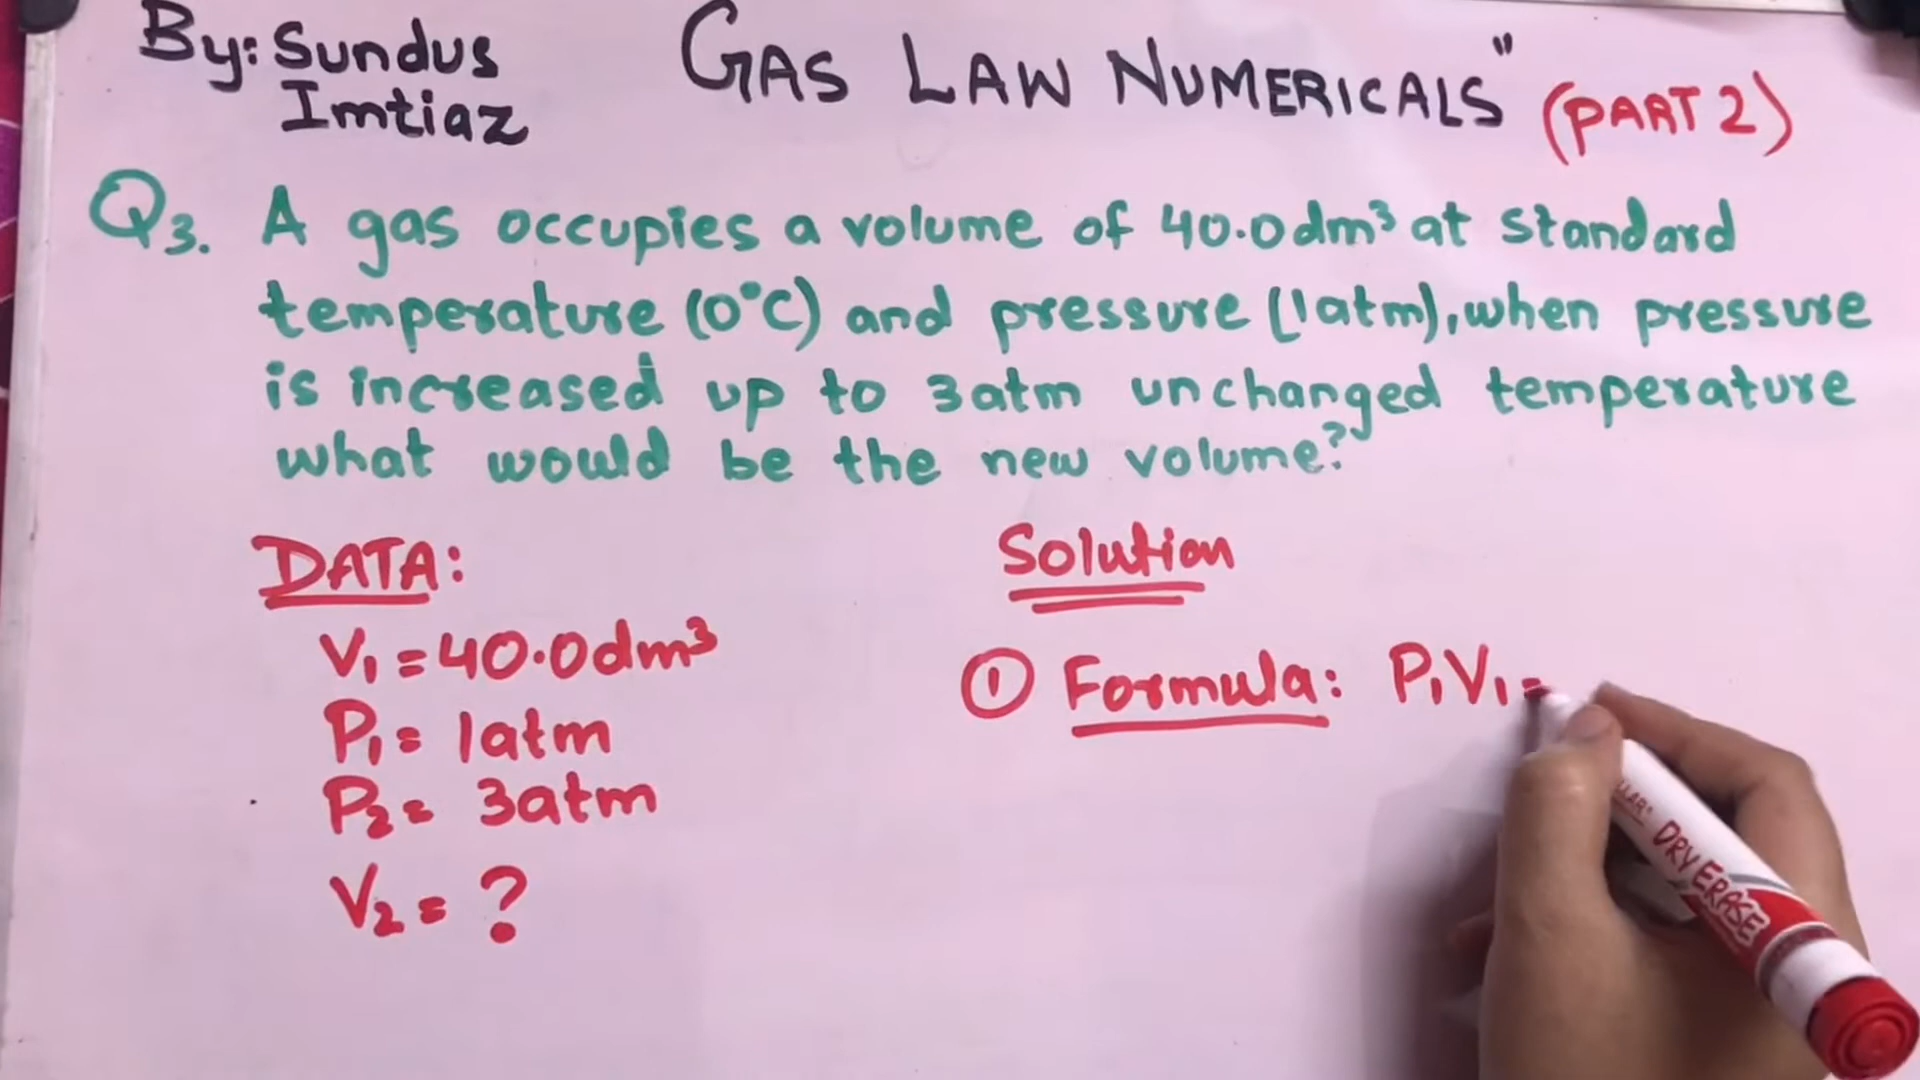 By: Sundus
Imtiaz
GAS LAW NUMERICALS" (PART 2)
Q3. A gas occupies a volume of 40.0dm³ at standard
temperature (0°C) and pressure (1atm), when pressure
is increased up to 3atm unchanged temperature
what would be the new volume?
DATA:
V₁ = 40.0dm³
P₁ = 1atm
P₂ = 3atm
V₂ = ?
Solution
① Formula: P₁V₁ =
DRY ERASE